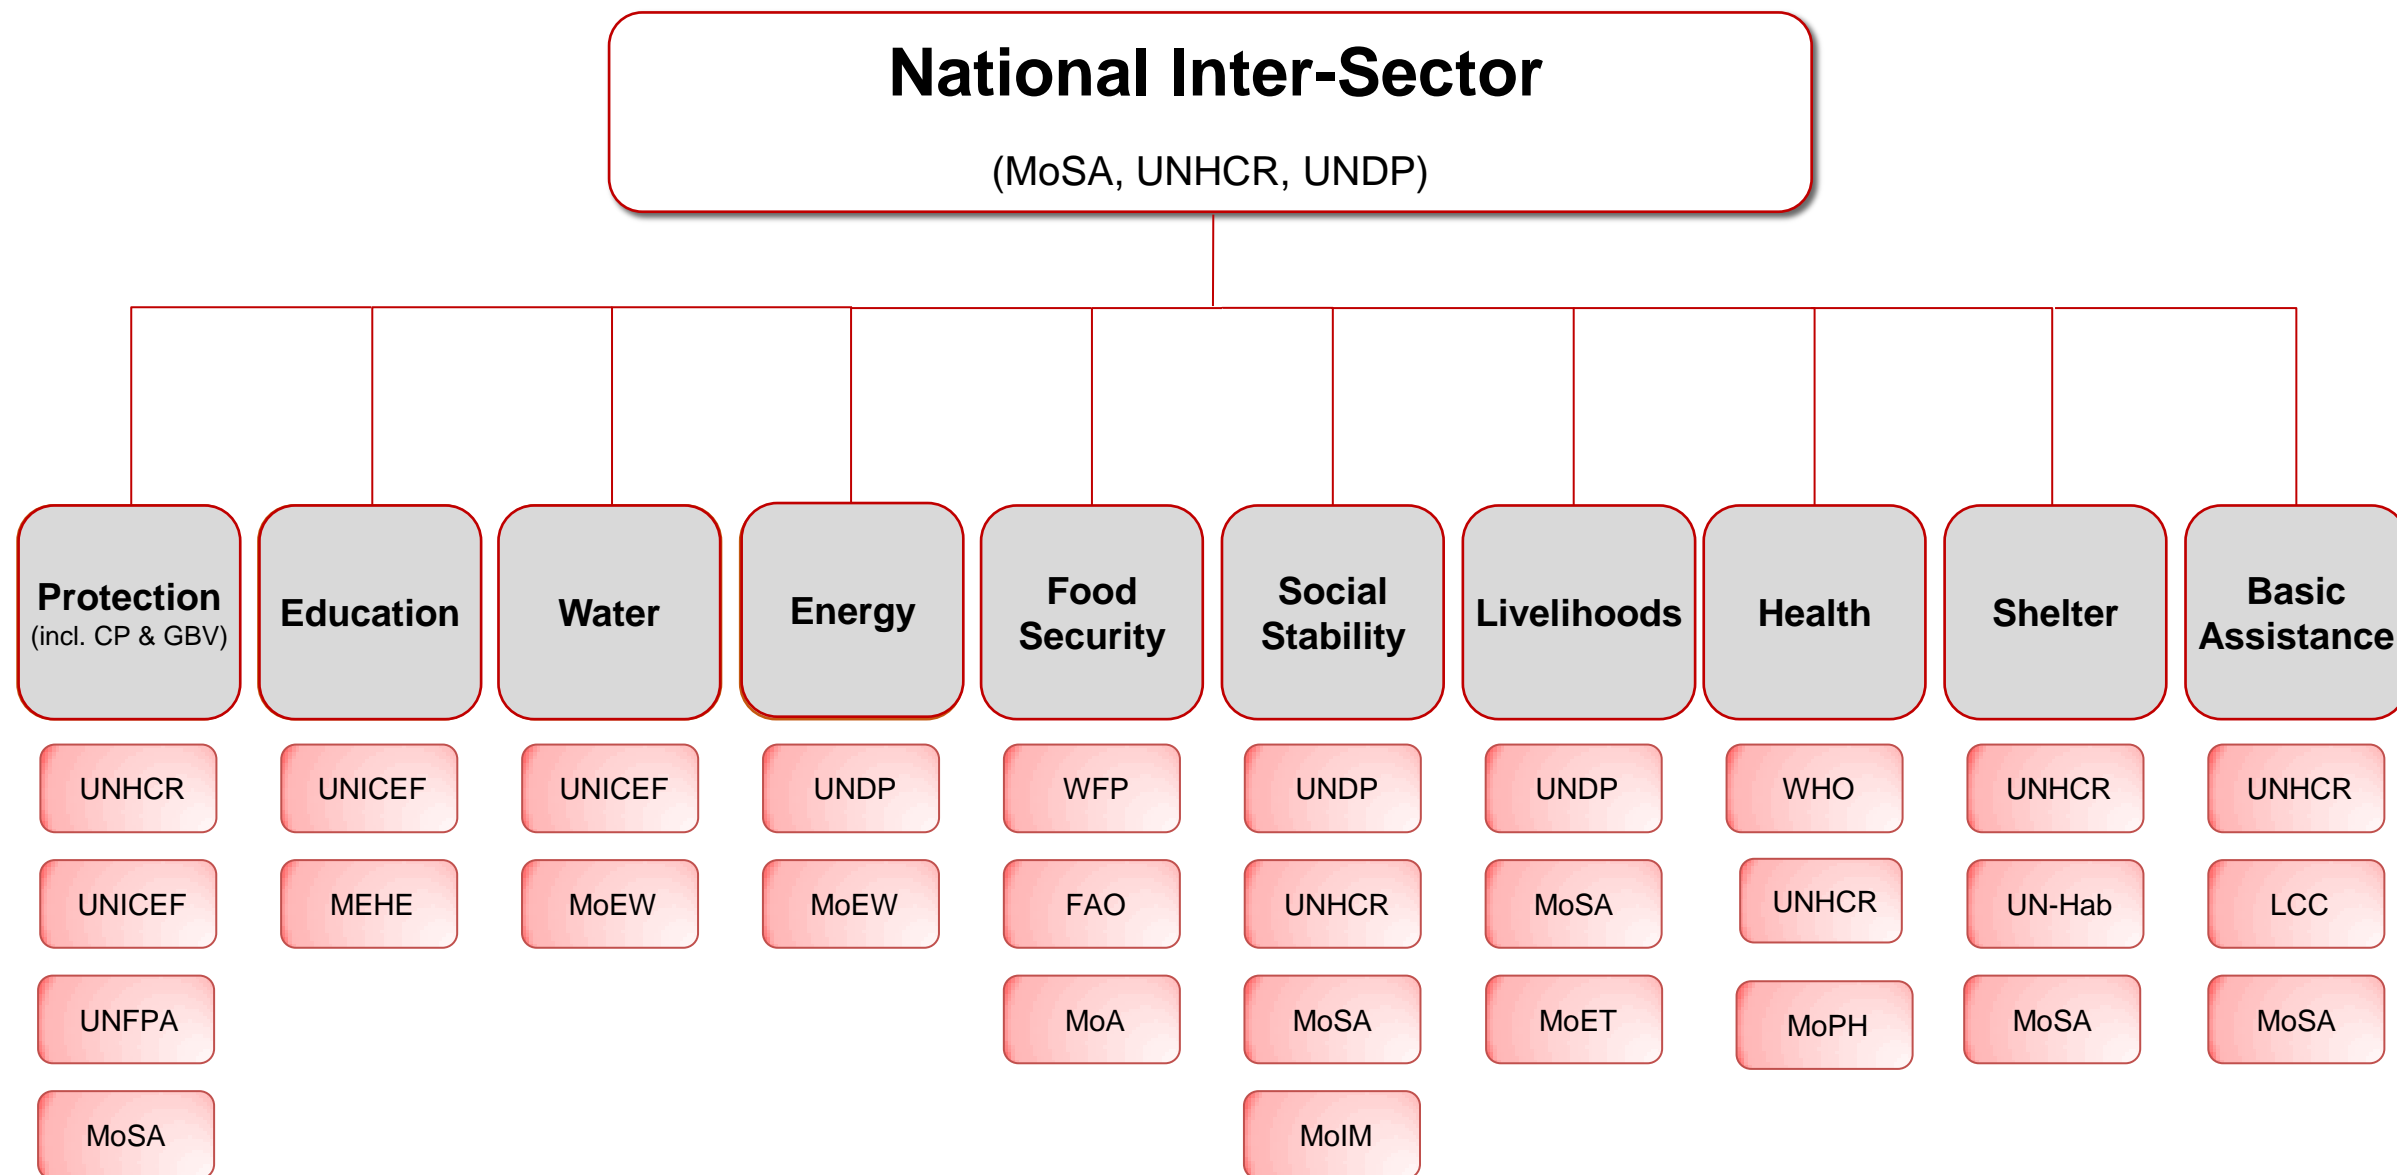 National Inter-Sector
(MoSA, UNHCR, UNDP)
Protection
(incl. CP & GBV)
Education
Water
Energy
Food
Security
Social
Stability
Livelihoods
Health
Shelter
Basic
Assistance
UNHCR
UNICEF
UNICEF
UNDP
WFP
UNDP
UNDP
WHO
UNHCR
UNHCR
UNICEF
MEHE
MoEW
MoEW
FAO
UNHCR
MoSA
UNHCR
UN-Hab
LCC
UNFPA
MoA
MoSA
MoET
MoPH
MoSA
MoSA
MoSA
MoIM